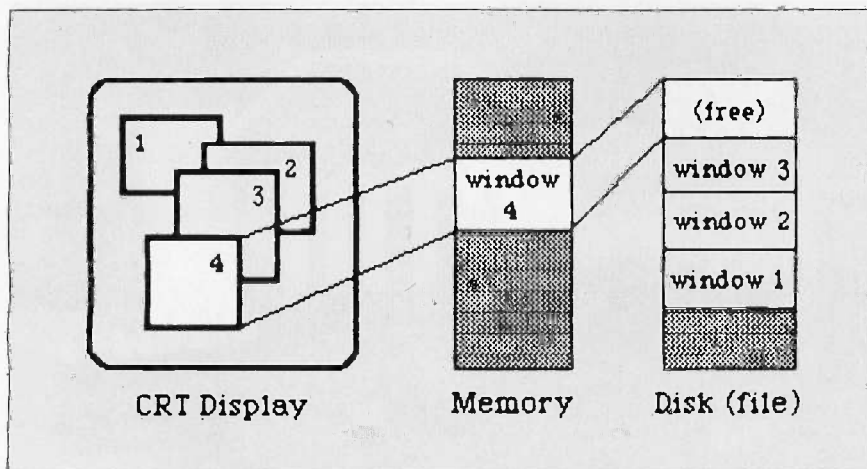 1
2
3
4
window
4
(free)
window 3
window 2
window 1
CRT Display
Memory
Disk (file)